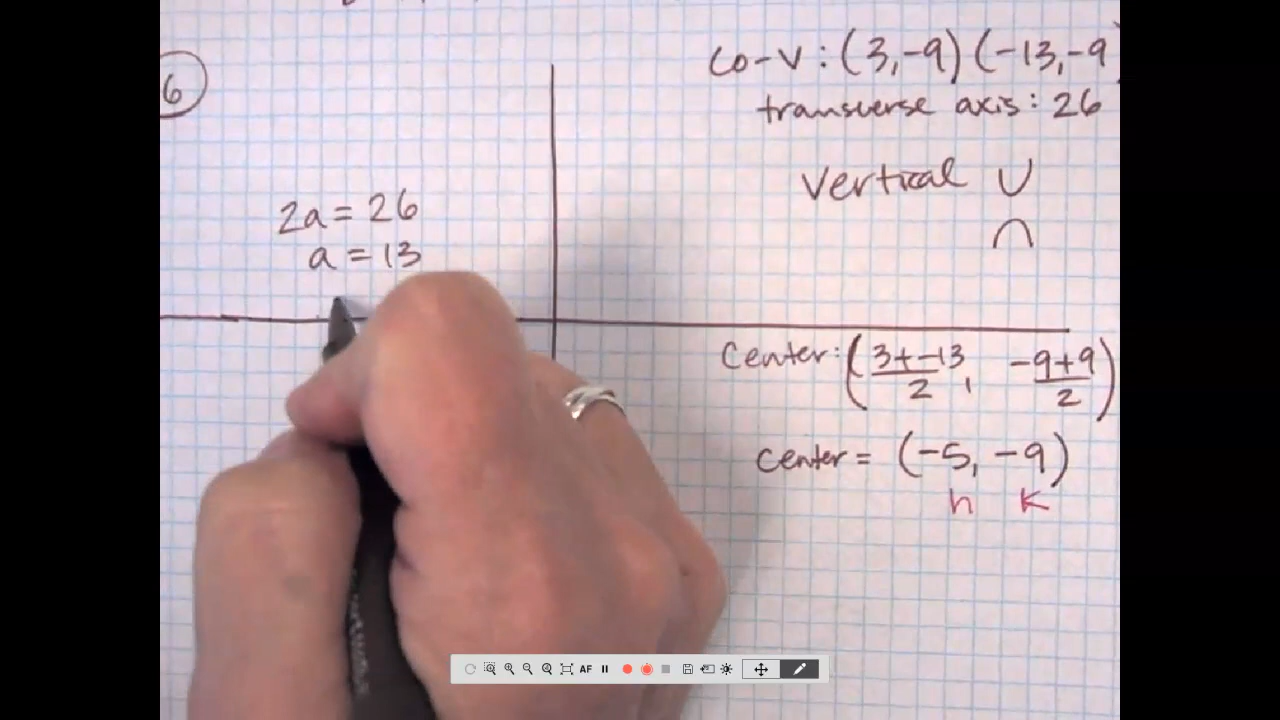 6
co-V : (3,-9) (-13,-9
transverse axis: 26
Vertical
2a = 26
a = 13
Center: (3+-13/2, -9+9/2)
center = (-5, -9)
h k
AF